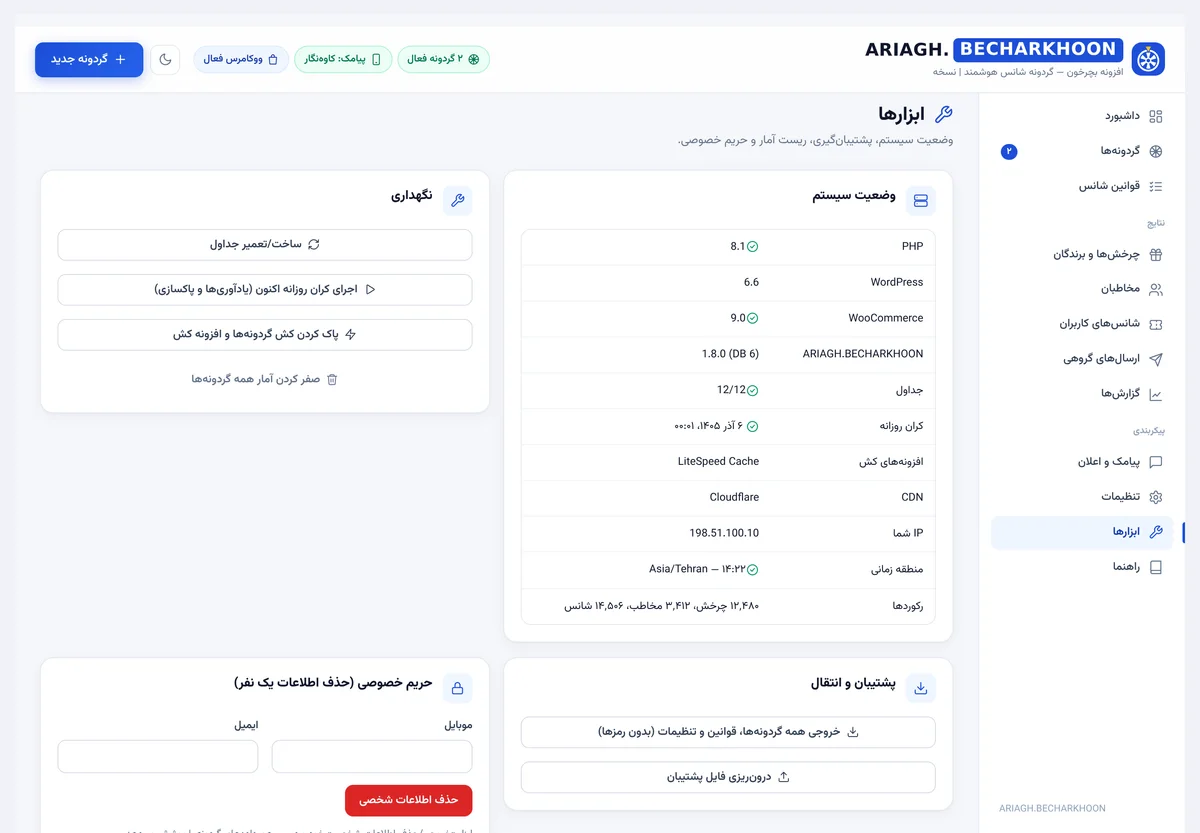 ARIAGH. BECHARKHOON
افزونه بچرخون — گردونه شانس هوشمند | نسخه
۲ گردونه فعال
پیامک: کاوه‌نگار
ووکامرس فعال
گردونه جدید
داشبورد
گردونه‌ها
۲
قوانین شانس
نتایج
چرخش‌ها و برندگان
مخاطبان
شانس‌های کاربران
ارسال‌های گروهی
گزارش‌ها
پیکربندی
پیامک و اعلان
تنظیمات
ابزارها
راهنما
ARIAGH.BECHARKHOON
ابزارها
وضعیت سیستم، پشتیبان‌گیری، ریست آمار و حریم خصوصی.
وضعیت سیستم
PHP 8.1
WordPress 6.6
WooCommerce 9.0
ARIAGH.BECHARKHOON 1.8.0 (DB 6)
جداول 12/12
کران روزانه ۶ آذر ۱۴۰۵، ۰۰:۰۱
افزونه‌های کش LiteSpeed Cache
CDN Cloudflare
IP شما 198.51.100.10
منطقه زمانی Asia/Tehran — ۱۴:۲۲
رکوردها ۱۲,۴۸۰ چرخش، ۳,۴۱۲ مخاطب، ۱۴,۵۰۶ شانس
نگهداری
ساخت/تعمیر جداول
اجرای کران روزانه اکنون (یادآوری‌ها و پاکسازی)
پاک کردن کش گردونه‌ها و افزونه کش
صفر کردن آمار همه گردونه‌ها
پشتیبان و انتقال
خروجی همه گردونه‌ها، قوانین و تنظیمات (بدون رمزها)
درون‌ریزی فایل پشتیبان
حریم خصوصی (حذف اطلاعات یک نفر)
موبایل
ایمیل
حذف اطلاعات شخصی